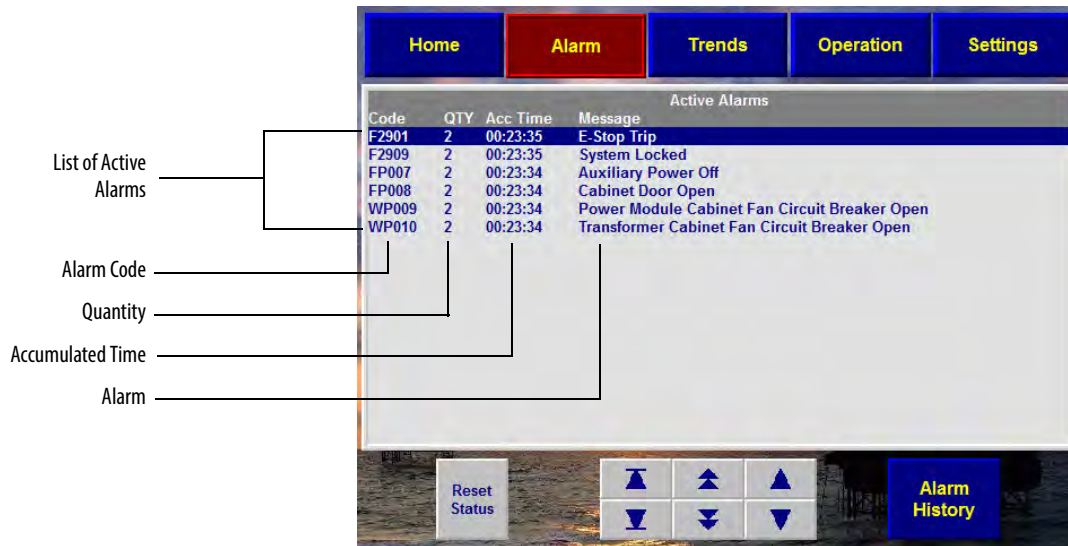 Home Alarm Trends Operation Settings
Active Alarms
Code QTY Acc Time Message
F2901 2 00:23:35 E-Stop Trip
F2909 2 00:23:35 System Locked
FP007 2 00:23:34 Auxiliary Power Off
FP008 2 00:23:34 Cabinet Door Open
WP009 2 00:23:34 Power Module Cabinet Fan Circuit Breaker Open
WP010 2 00:23:34 Transformer Cabinet Fan Circuit Breaker Open
List of Active
Alarms
Alarm Code
Quantity
Accumulated Time
Alarm
Reset
Status
Alarm
History